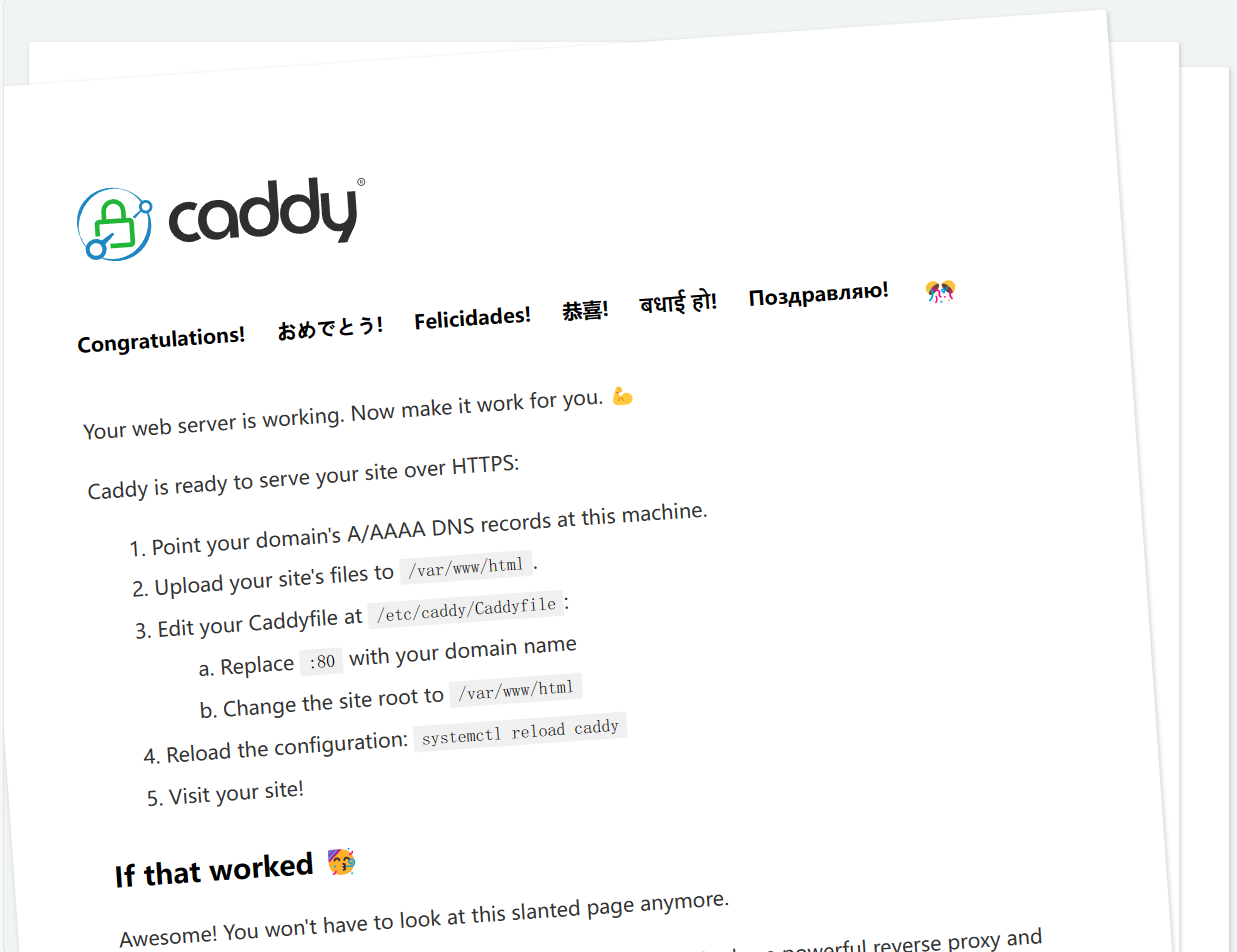 caddy®
Congratulations! おめでとう! Felicidades! 恭喜! बधाई हो! Поздравляю! 🎊
Your web server is working. Now make it work for you. 💪
Caddy is ready to serve your site over HTTPS:
1. Point your domain's A/AAAA DNS records at this machine.
2. Upload your site's files to /var/www/html.
3. Edit your Caddyfile at /etc/caddy/Caddyfile:
a. Replace :80 with your domain name
b. Change the site root to /var/www/html
4. Reload the configuration: systemctl reload caddy
5. Visit your site!
If that worked 🥳
Awesome! You won't have to look at this slanted page anymore.
powerful reverse proxy and